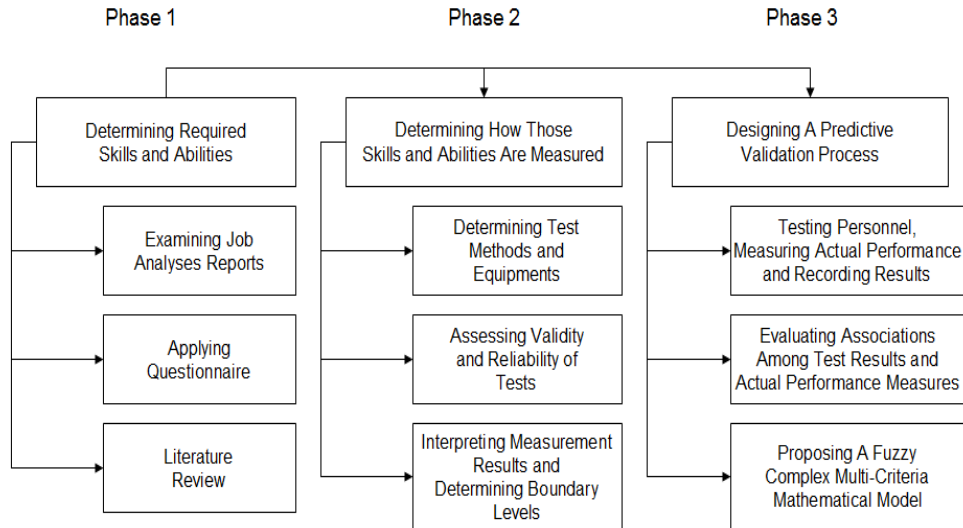 Phase 1
Phase 2
Phase 3
Determining Required
Skills and Abilities
Determining How Those
Skills and Abilities Are Measured
Designing A Predictive
Validation Process
Examining Job
Analyses Reports
Determining Test
Methods and
Equipments
Testing Personnel,
Measuring Actual Performance
and Recording Results
Applying
Questionnaire
Assessing Validity
and Reliability of
Tests
Evaluating Associations
Among Test Results and
Actual Performance Measures
Literature
Review
Interpreting Measurement
Results and
Determining Boundary
Levels
Proposing A Fuzzy
Complex Multi-Criteria
Mathematical Model